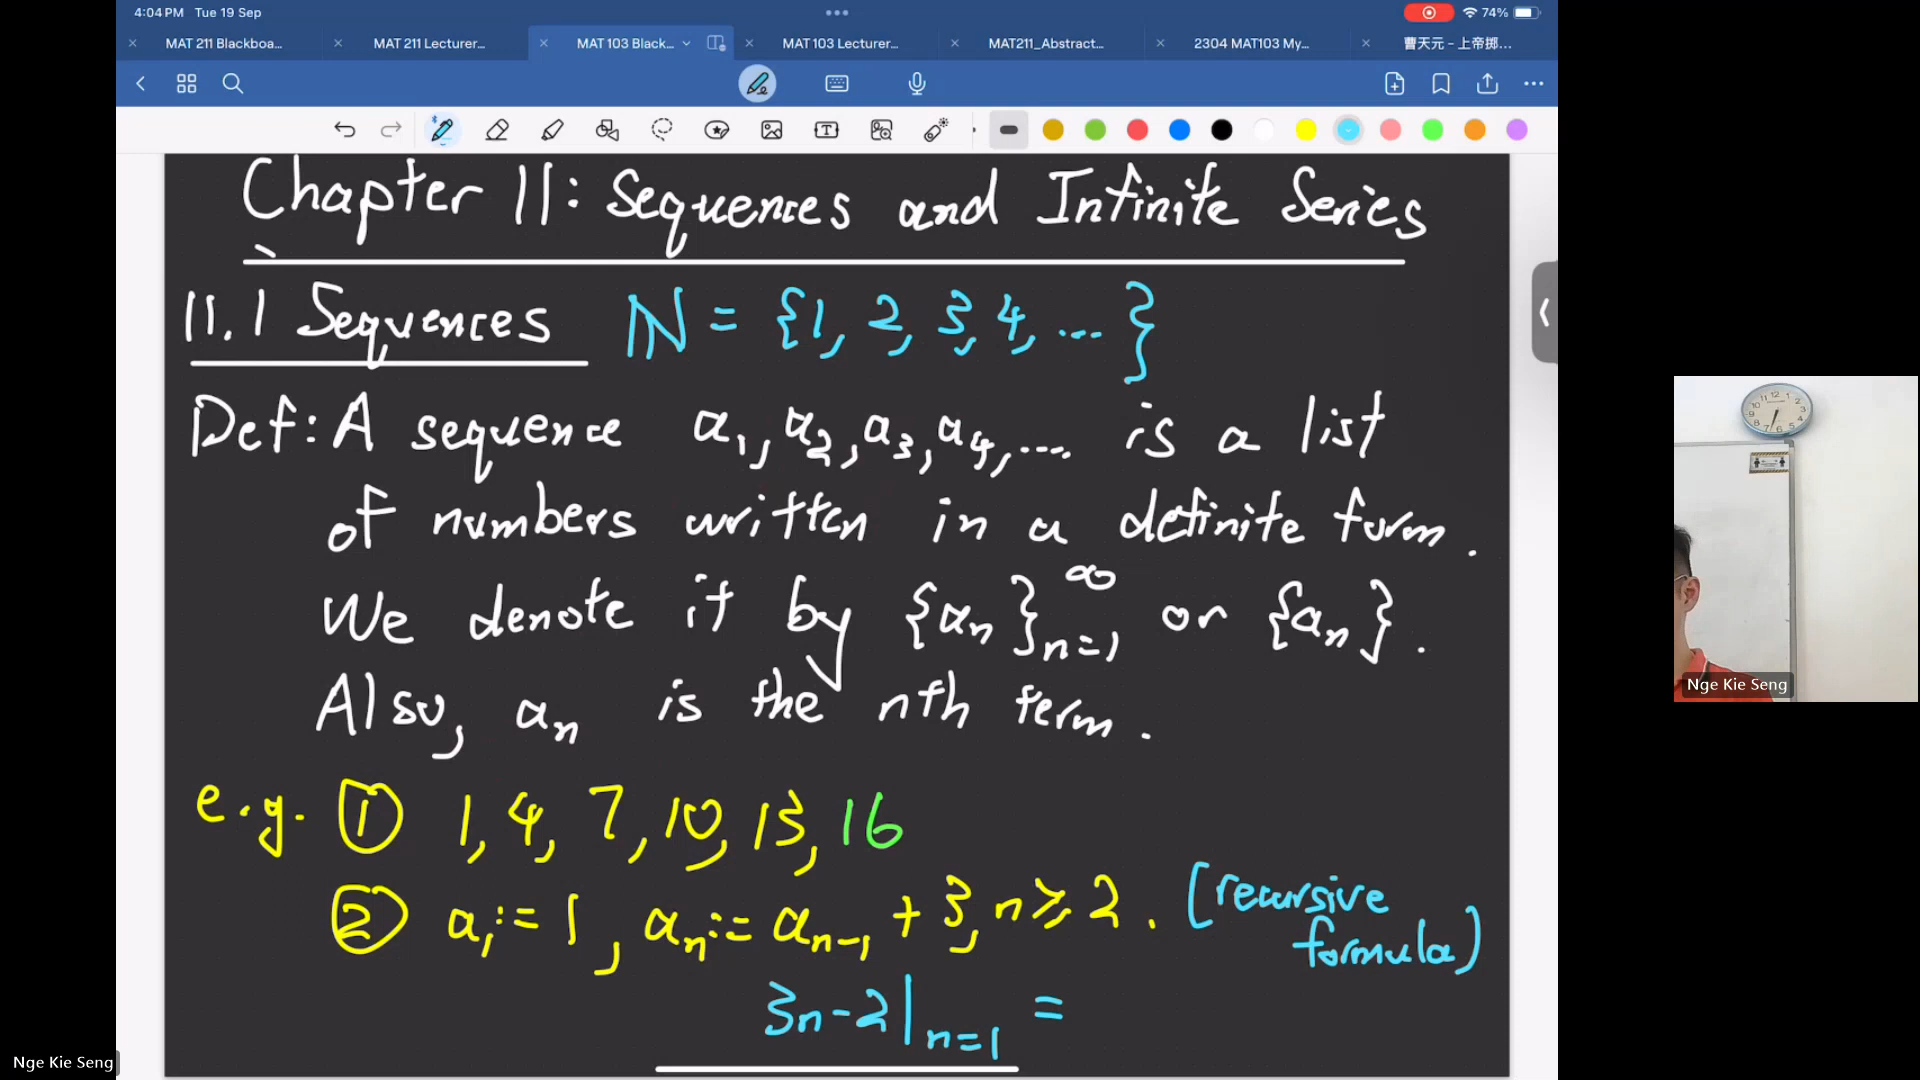 4:04 PM Tue 19 Sep
74%
MAT 211 Blackboa...
MAT 211 Lecturer...
MAT 103 Black...
MAT 103 Lecturer...
MAT211_Abstract...
2304 MAT103 My...
曹天元 - 上帝掷...
Chapter 11: Sequences and Infinite Series
11.1 Sequences ℕ = {1, 2, 3, 4, ... }
Def: A sequence a₁, a₂, a₃, a₄, .... is a list
of numbers written in a definite form.
We denote it by {aₙ}_{n=1}^∞ or {aₙ}.
Also, aₙ is the nth term.
e.g. ① 1, 4, 7, 10, 13, 16
② a₁:= 1, aₙ:= aₙ₋₁ + 3, n ≥ 2. (recursive
formula)
3n-2|_{n=1} =
Nge Kie Seng
Nge Kie Seng